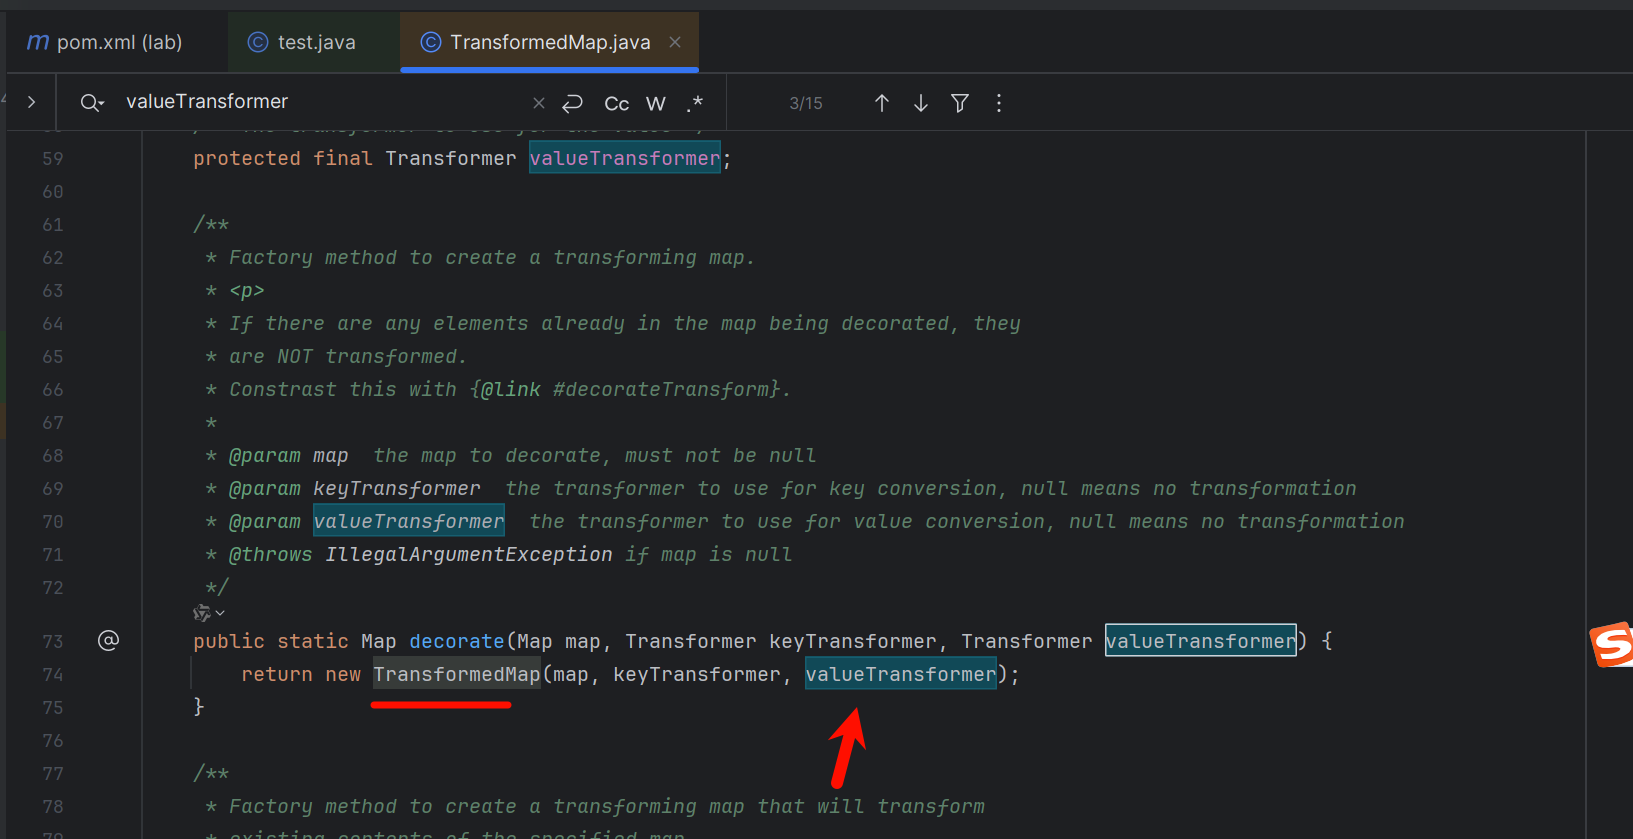 pom.xml (lab)
test.java
TransformedMap.java
valueTransformer
Cc W .*
3/15
59 protected final Transformer valueTransformer;
60
61 /**
62 * Factory method to create a transforming map.
63 * <p>
64 * If there are any elements already in the map being decorated, they
65 * are NOT transformed.
66 * Constrast this with {@link #decorateTransform}.
67 *
68 * @param map  the map to decorate, must not be null
69 * @param keyTransformer  the transformer to use for key conversion, null means no transformation
70 * @param valueTransformer  the transformer to use for value conversion, null means no transformation
71 * @throws IllegalArgumentException if map is null
72 */
73 public static Map decorate(Map map, Transformer keyTransformer, Transformer valueTransformer) {
74 return new TransformedMap(map, keyTransformer, valueTransformer);
75 }
76
77 /**
78 * Factory method to create a transforming map that will transform
79 * existing contents of the specified map